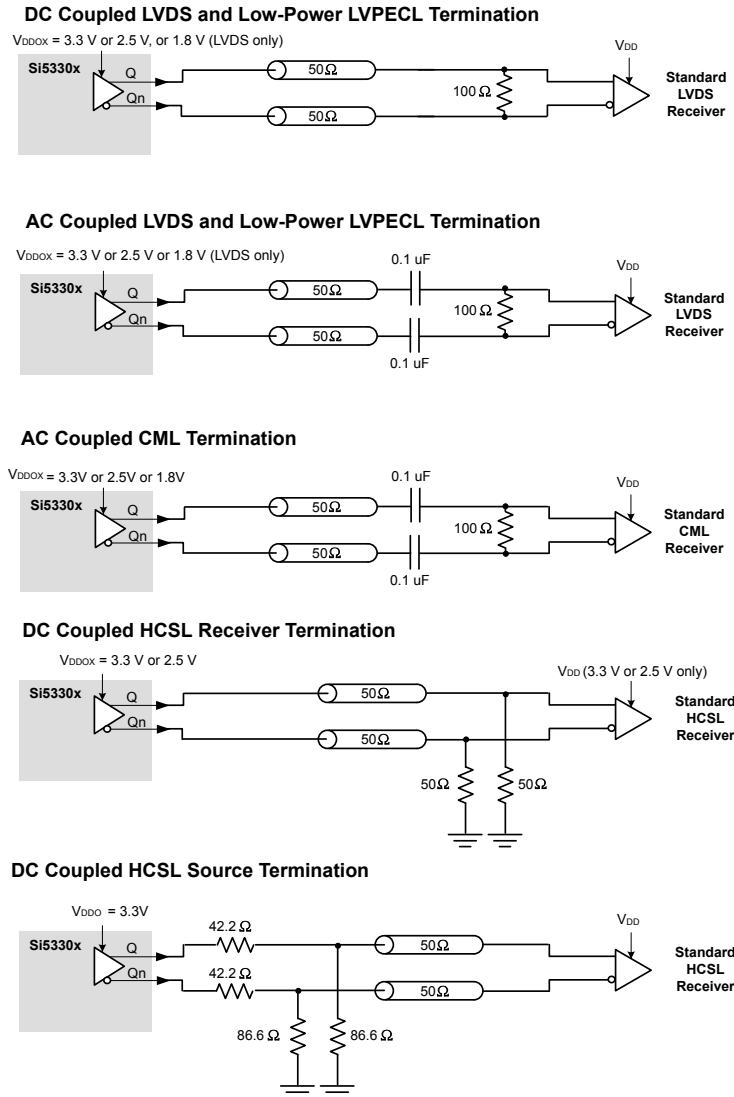 DC Coupled LVDS and Low-Power LVPECL Termination
VDDOX = 3.3 V or 2.5 V, or 1.8 V (LVDS only)
VDD
Si5330x
Q
50Ω
100 Ω
Standard
LVDS
Receiver
Qn
50Ω
AC Coupled LVDS and Low-Power LVPECL Termination
VDDOX = 3.3 V or 2.5 V or 1.8 V (LVDS only)
0.1 uF
VDD
Si5330x
Q
50Ω
100 Ω
Standard
LVDS
Receiver
Qn
50Ω
0.1 uF
AC Coupled CML Termination
VDDOX = 3.3V or 2.5V or 1.8V
0.1 uF
VDD
Si5330x
Q
50Ω
100 Ω
Standard
CML
Receiver
Qn
50Ω
0.1 uF
DC Coupled HCSL Receiver Termination
VDDOX = 3.3 V or 2.5 V
VDD (3.3 V or 2.5 V only)
Si5330x
Q
50Ω
Standard
HCSL
Receiver
Qn
50Ω
50Ω
50Ω
DC Coupled HCSL Source Termination
VDDO = 3.3V
42.2 Ω
VDD
Si5330x
Q
50Ω
Standard
HCSL
Receiver
Qn
42.2 Ω
50Ω
86.6 Ω
86.6 Ω